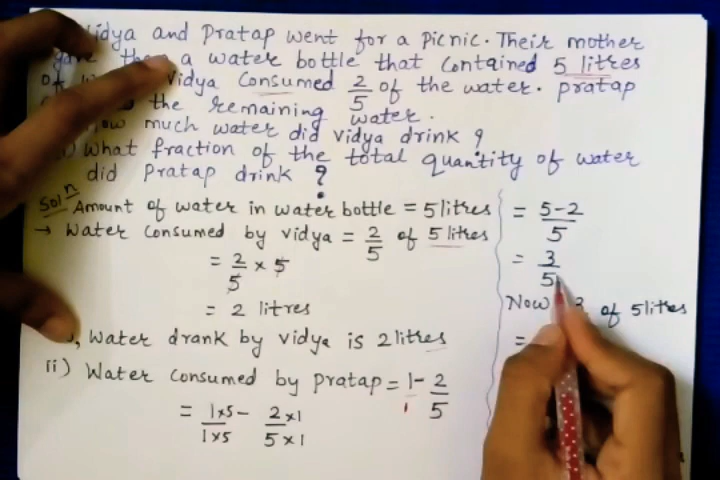 Vidya and Pratap went for a picnic. Their mother
gave them a water bottle that contained 5 litres
of Vidya consumed 2/5 of the water. pratap
the remaining water.
How much water did vidya drink ?
What fraction of the total quantity of water
did pratap drink ?
Solⁿ Amount of water in water bottle = 5 litres
→ Water consumed by vidya = 2/5 of 5 litres
= 2/5 × 5
= 2 litres
, Water drank by vidya is 2 litres
ii) Water consumed by pratap = 1 - 2/5
= 1×5/1×5 - 2×1/5×1
= 5-2/5
= 3/5
Now of 5 litres
=